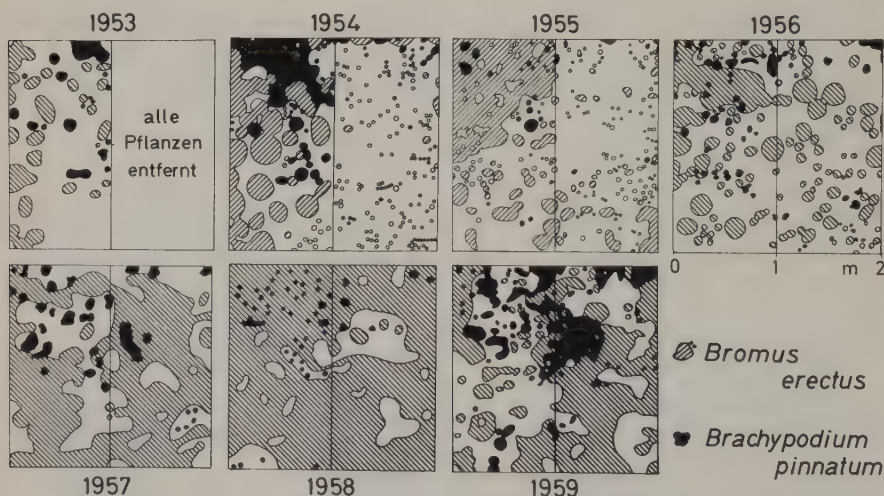 1953
1954
1955
1956
alle
Pflanzen
entfernt
0 1 m 2
Bromus
erectus
Brachypodium
pinnatum
1957
1958
1959